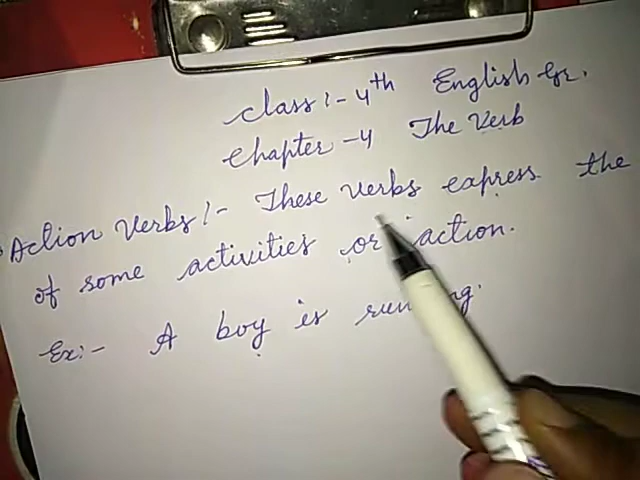 Class:- 4th English Gr.
Chapter -4 The Verb
Action Verbs:- These verbs express the
of some activities or action.
Ex:- A boy is running.